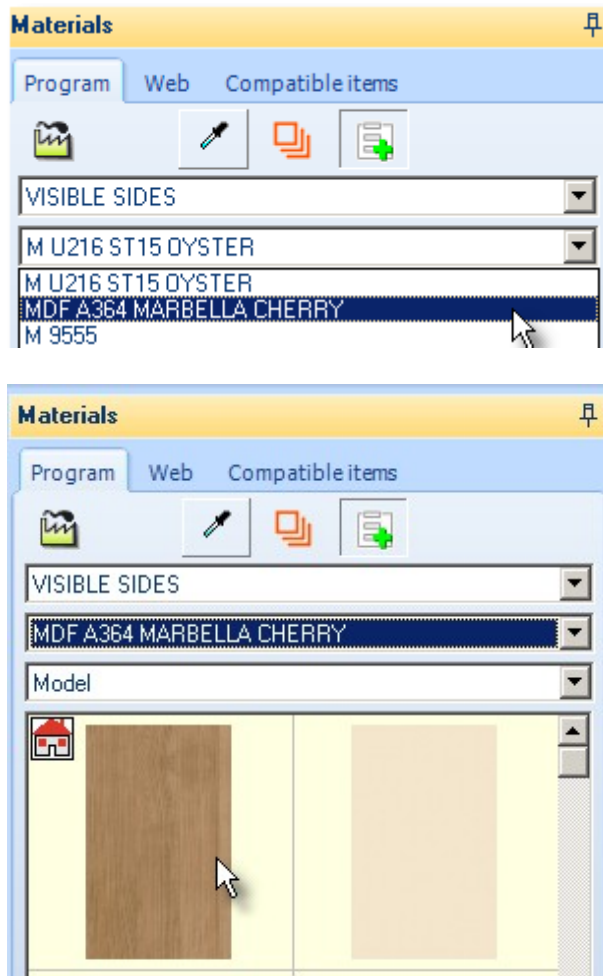 Materials
Program Web Compatible items
VISIBLE SIDES
M U216 ST15 OYSTER
M U216 ST15 OYSTER
MDF A364 MARBELLA CHERRY
M 9555
Materials
Program Web Compatible items
VISIBLE SIDES
MDF A364 MARBELLA CHERRY
Model